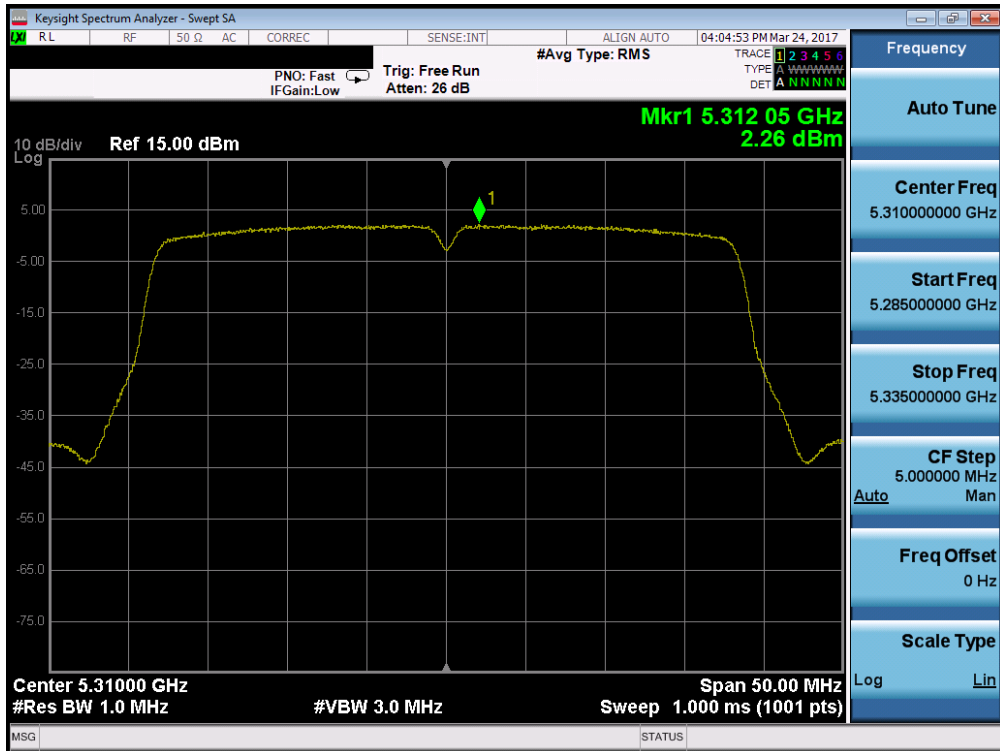 Keysight Spectrum Analyzer - Swept SA
LXI RL RF 50 Ω AC CORREC SENSE:INT ALIGN AUTO 04:04:53 PM Mar 24, 2017
#Avg Type: RMS TRACE 1 2 3 4 5 6
PNO: Fast Trig: Free Run TYPE A WWWWW
IFGain:Low Atten: 26 dB DET A N N N N N
Mkr1 5.312 05 GHz
2.26 dBm
10 dB/div Ref 15.00 dBm
Log
1
5.00
-5.00
-15.0
-25.0
-35.0
-45.0
-55.0
-65.0
-75.0
Center 5.31000 GHz Span 50.00 MHz
#Res BW 1.0 MHz #VBW 3.0 MHz Sweep 1.000 ms (1001 pts)
MSG STATUS
Frequency
Auto Tune
Center Freq
5.310000000 GHz
Start Freq
5.285000000 GHz
Stop Freq
5.335000000 GHz
CF Step
5.000000 MHz
Auto Man
Freq Offset
0 Hz
Scale Type
Log Lin